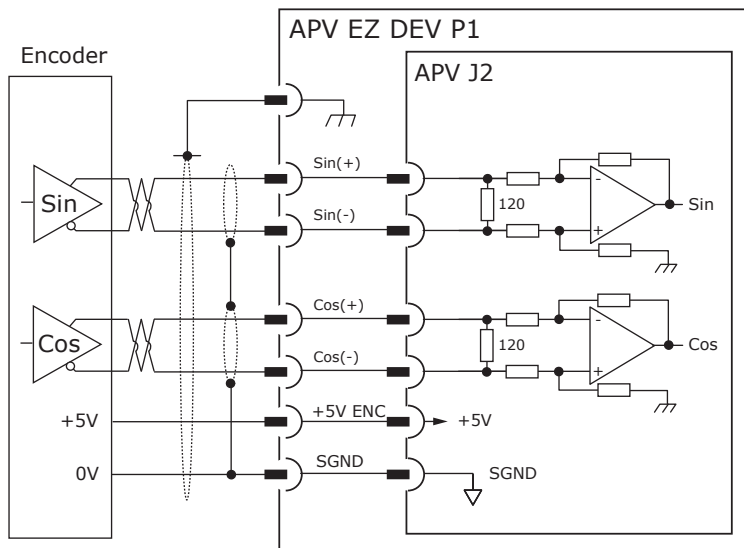 APV EZ DEV P1
Encoder
APV J2
Sin(+)
-
Sin
120
Sin
Sin(-)
+
Cos(+)
-
Cos
120
Cos
Cos(-)
+
+5V
+5V ENC
+5V
0V
SGND
SGND